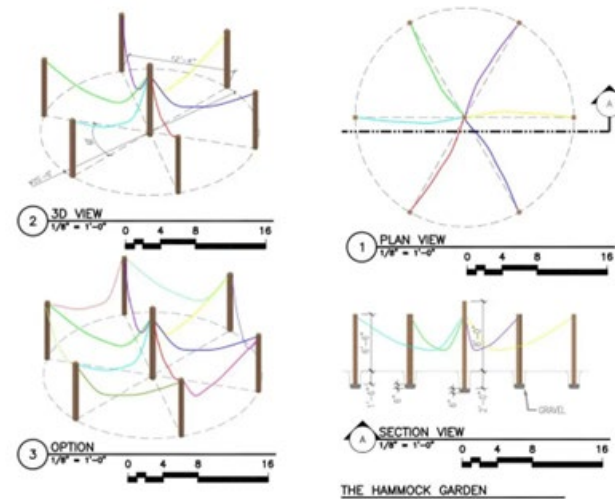 12'-4"
2
3D VIEW
1/8" = 1'-0"
0 4 8 16
A
1
PLAN VIEW
1/8" = 1'-0"
0 4 8 16
3
OPTION
1/8" = 1'-0"
0 4 8 16
GRAVEL
A
SECTION VIEW
1/8" = 1'-0"
0 4 8 16
THE HAMMOCK GARDEN